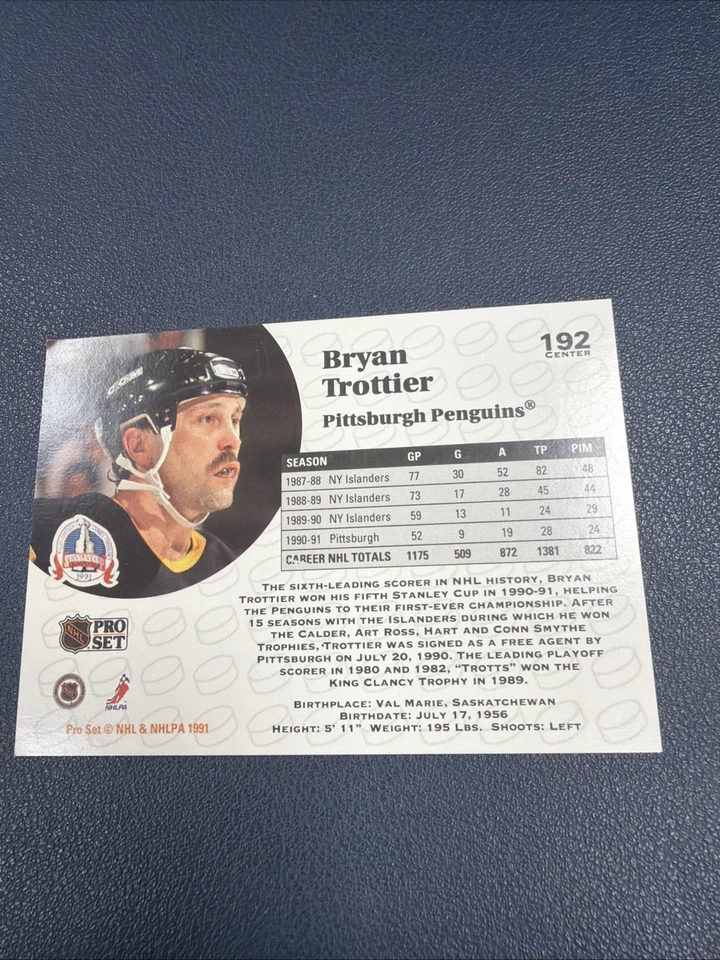 Bryan
Trottier
Pittsburgh Penguins®
192
CENTER
CCM
SEASON GP G A TP PIM
1987-88 NY Islanders 77 30 52 82 48
1988-89 NY Islanders 73 17 28 45 44
1989-90 NY Islanders 59 13 11 24 29
1990-91 Pittsburgh 52 9 19 28 24
CAREER NHL TOTALS 1175 509 872 1381 822
THE SIXTH-LEADING SCORER IN NHL HISTORY, BRYAN
TROTTIER WON HIS FIFTH STANLEY CUP IN 1990-91, HELPING
THE PENGUINS TO THEIR FIRST-EVER CHAMPIONSHIP. AFTER
15 SEASONS WITH THE ISLANDERS DURING WHICH HE WON
THE CALDER, ART ROSS, HART AND CONN SMYTHE
TROPHIES, TROTTIER WAS SIGNED AS A FREE AGENT BY
PITTSBURGH ON JULY 20, 1990. THE LEADING PLAYOFF
SCORER IN 1980 AND 1982, "TROTTS" WON THE
KING CLANCY TROPHY IN 1989.
BIRTHPLACE: VAL MARIE, SASKATCHEWAN
BIRTHDATE: JULY 17, 1956
HEIGHT: 5' 11" WEIGHT: 195 LBS. SHOOTS: LEFT
STANLEY CUP
1991
NHL PRO
SET
NHLPA
Pro Set © NHL & NHLPA 1991